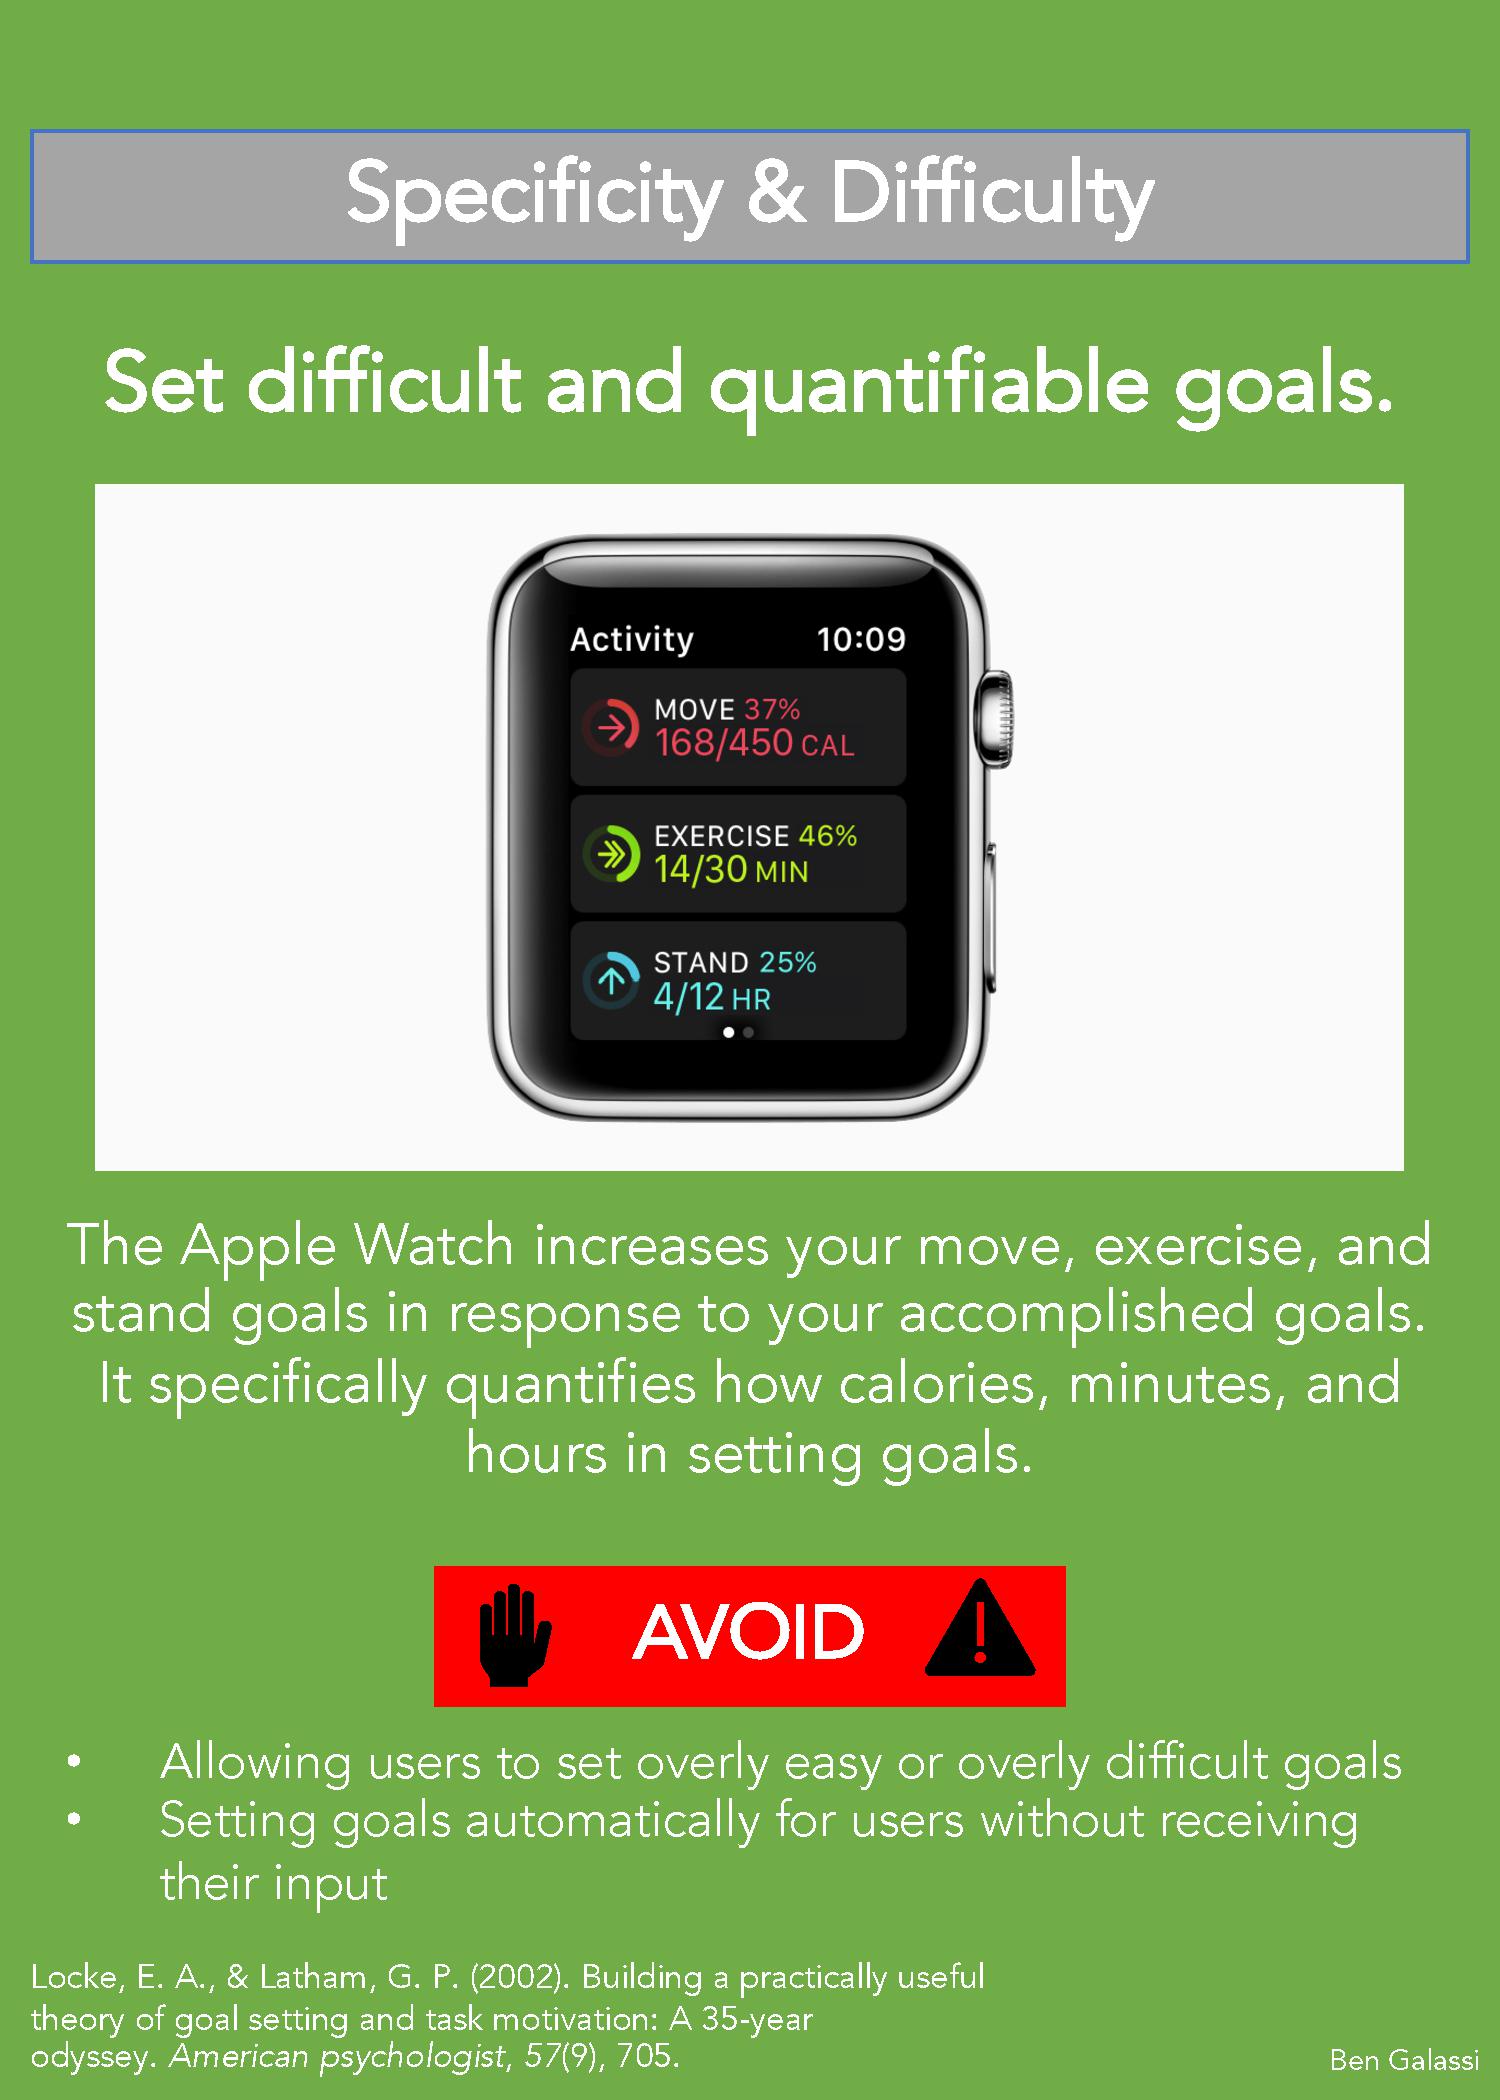 Specificity & Difficulty
Set difficult and quantifiable goals.
Activity 10:09
MOVE 37%
168/450 CAL
EXERCISE 46%
14/30 MIN
STAND 25%
4/12 HR
The Apple Watch increases your move, exercise, and
stand goals in response to your accomplished goals.
It specifically quantifies how calories, minutes, and
hours in setting goals.
AVOID
• Allowing users to set overly easy or overly difficult goals
• Setting goals automatically for users without receiving
their input
Locke, E. A., & Latham, G. P. (2002). Building a practically useful
theory of goal setting and task motivation: A 35-year
odyssey. American psychologist, 57(9), 705.
Ben Galassi